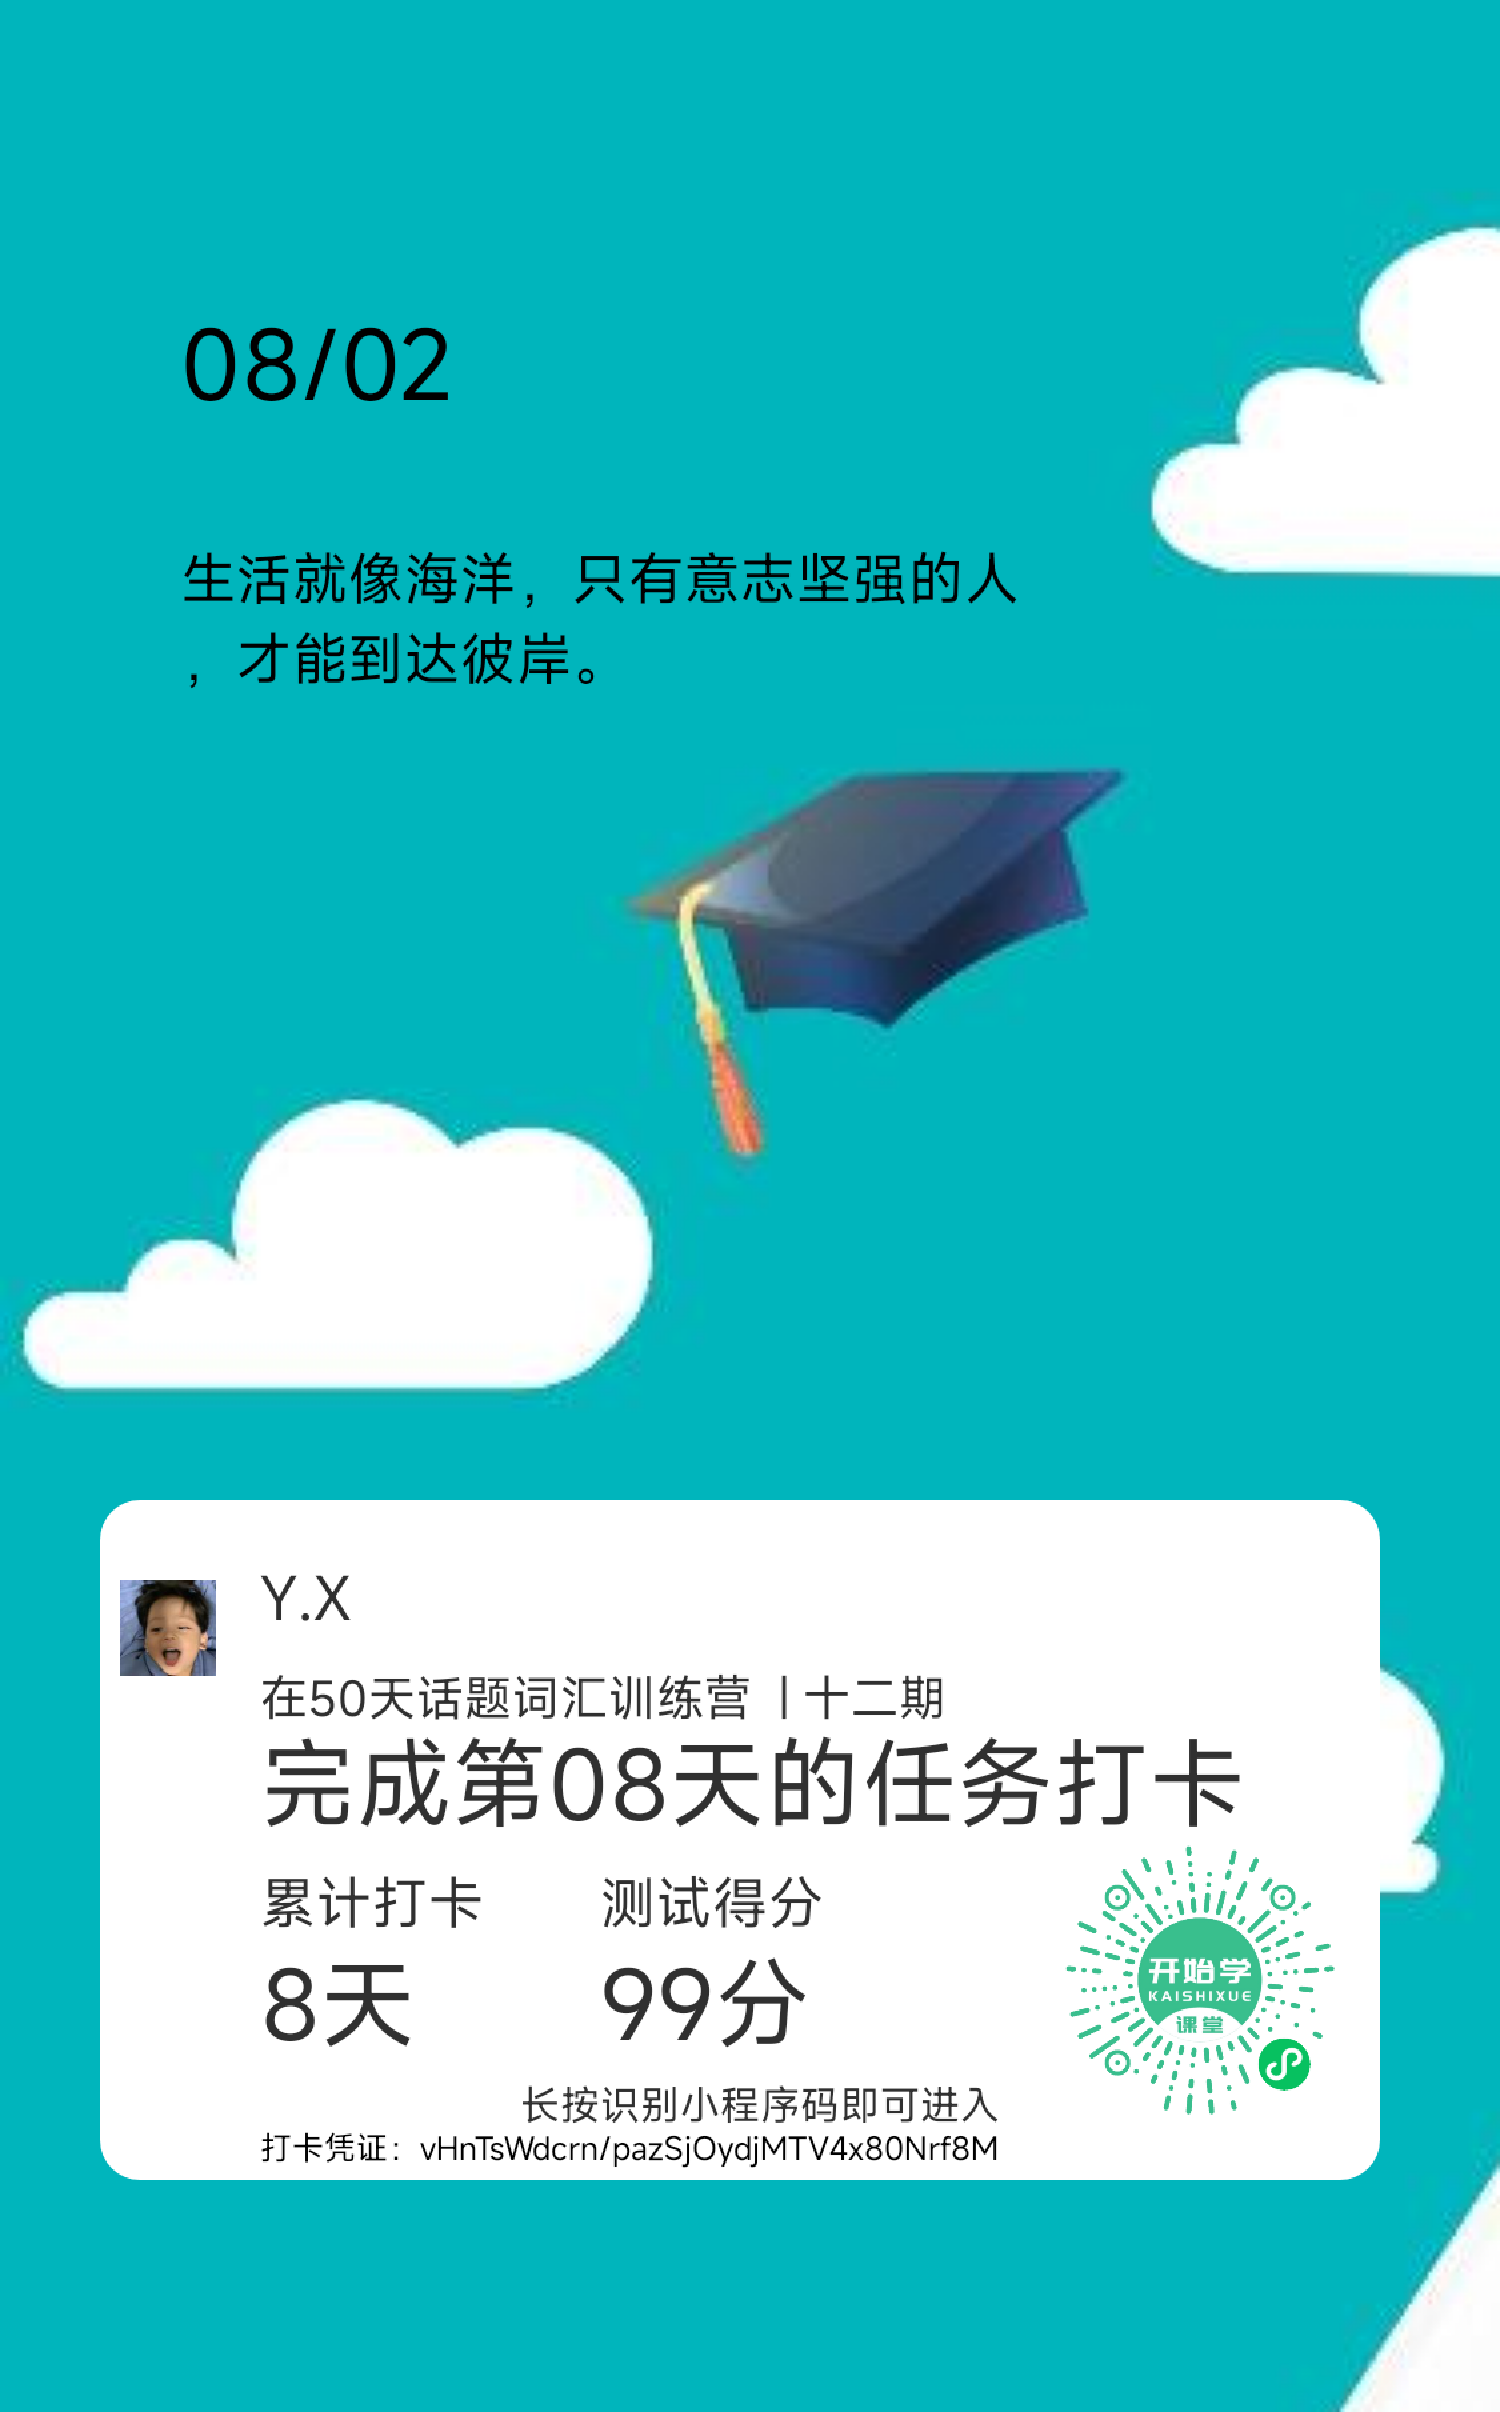 08/02
生活就像海洋，只有意志坚强的人
，才能到达彼岸。
Y.X
在50天话题词汇训练营 | 十二期
完成第08天的任务打卡
累计打卡 测试得分
8天 99分
开始学
KAISHIXUE
课堂
长按识别小程序码即可进入
打卡凭证：vHnTsWdcrn/pazSjOydjMTV4x80Nrf8M